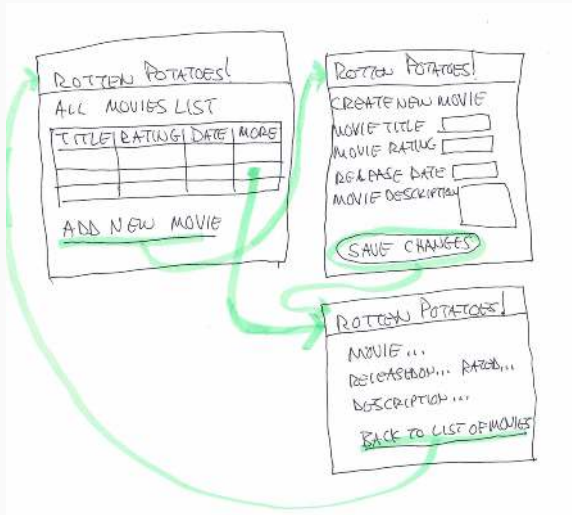 ROTTEN POTATOES!
ALL MOVIES LIST
TITLE RATING DATE MORE
ADD NEW MOVIE
ROTTEN POTATOES!
CREATE NEW MOVIE
MOVIE TITLE
MOVIE RATING
RELEASE DATE
MOVIE DESCRIPTION
SAVE CHANGES
ROTTEN POTATOES!
MOVIE...
RELEASED ON... RATED...
DESCRIPTION...
BACK TO LIST OF MOVIES